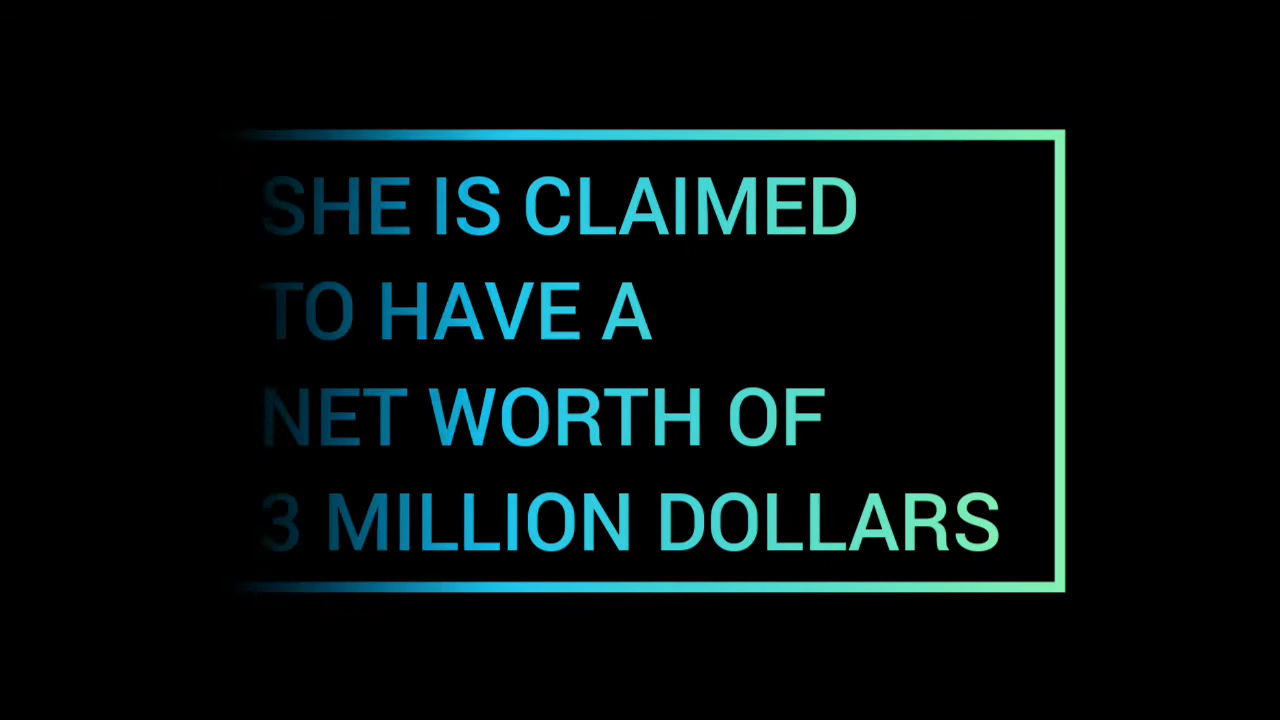 SHE IS CLAIMED
TO HAVE A
NET WORTH OF
3 MILLION DOLLARS